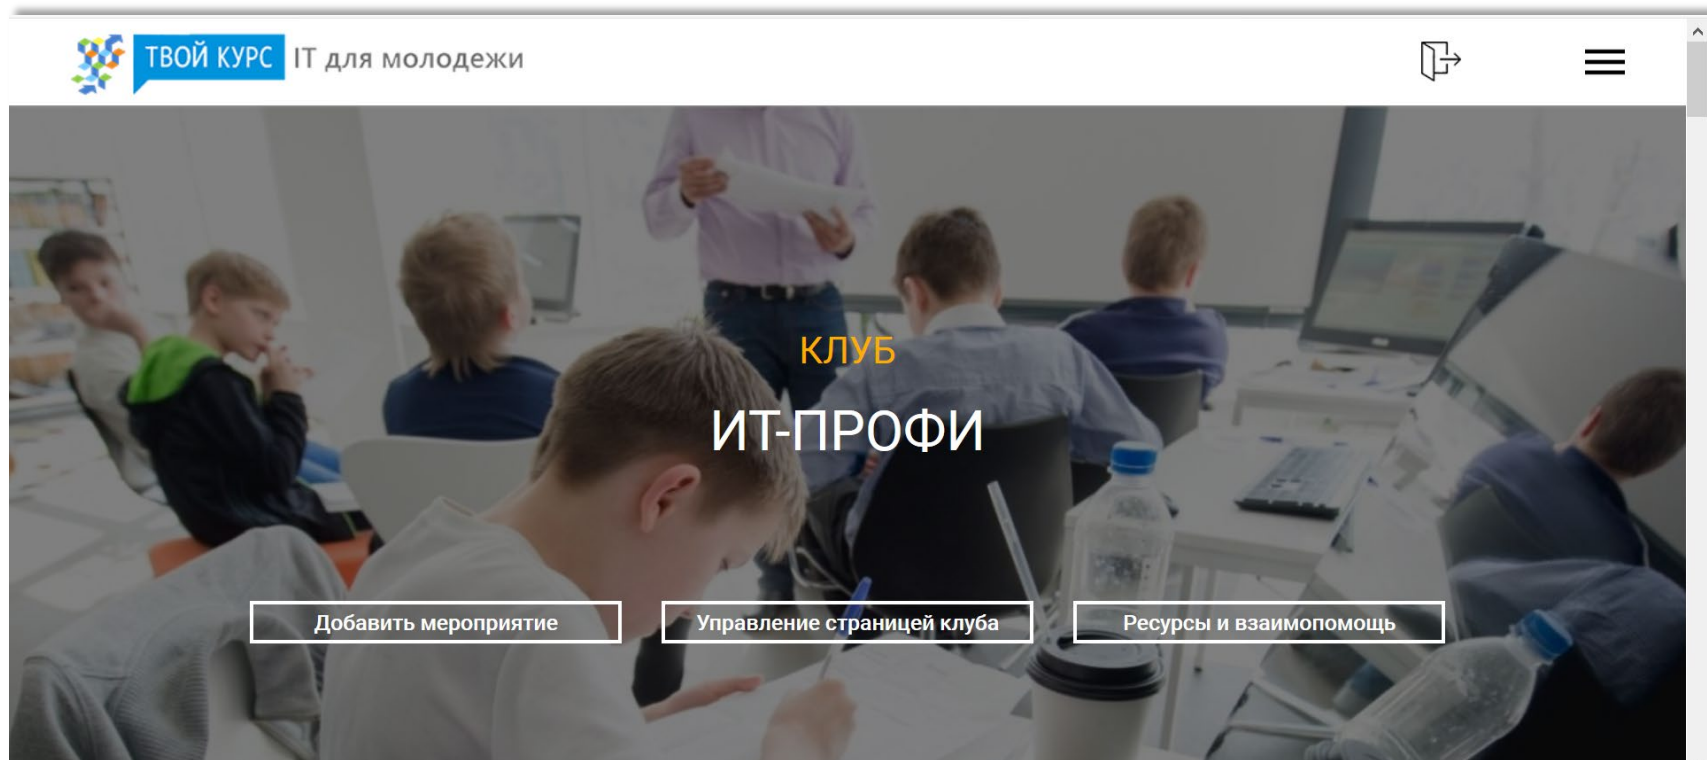 ТВОЙ КУРС IT для молодежи
КЛУБ
ИТ-ПРОФИ
Добавить мероприятие
Управление страницей клуба
Ресурсы и взаимопомощь